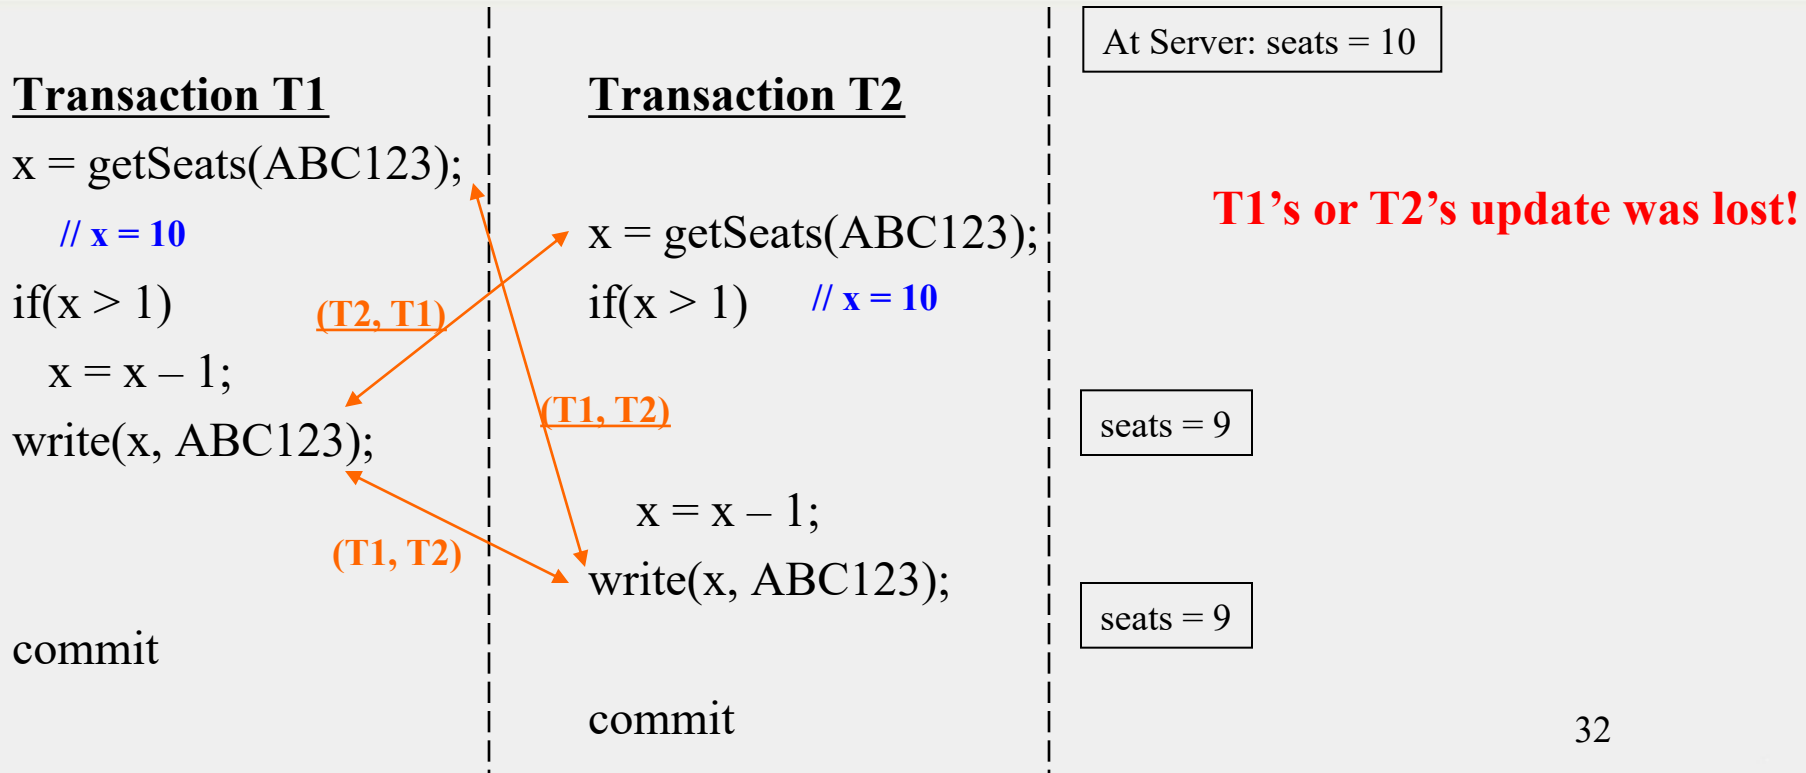 At Server: seats = 10
Transaction T1
Transaction T2
x = getSeats(ABC123);
// x = 10
x = getSeats(ABC123);
T1’s or T2’s update was lost!
if(x > 1)
(T2, T1)
if(x > 1)
// x = 10
x = x – 1;
(T1, T2)
write(x, ABC123);
seats = 9
x = x – 1;
(T1, T2)
write(x, ABC123);
seats = 9
commit
commit
32